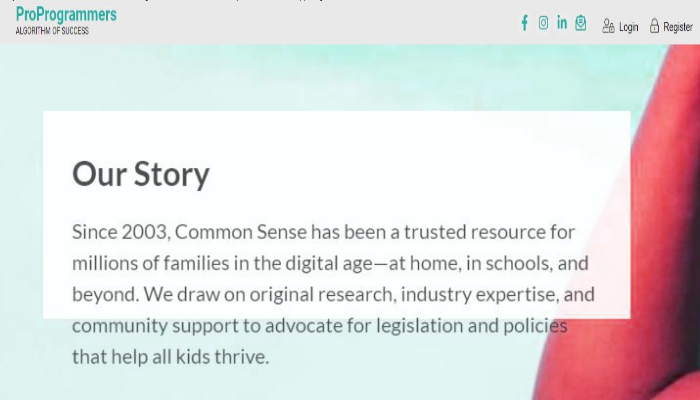 ProProgrammers
ALGORITHM OF SUCCESS
Login
Register
Our Story
Since 2003, Common Sense has been a trusted resource for
millions of families in the digital age—at home, in schools, and
beyond. We draw on original research, industry expertise, and
community support to advocate for legislation and policies
that help all kids thrive.